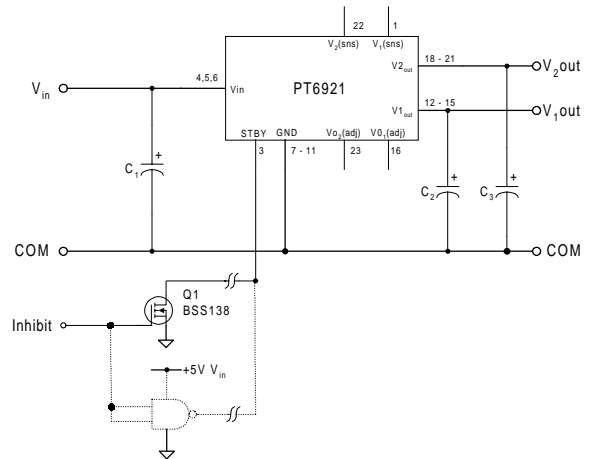 22 1
V2(sns) V1(sns)
18 - 21
V2out V2out
4,5,6
Vin Vin PT6921
12 - 15
V1out V1out
STBY GND Vo2(adj) V01(adj)
3 7 - 11 23 16
+ + +
C1 C2 C3
COM COM
Q1
BSS138
Inhibit
+5V Vin